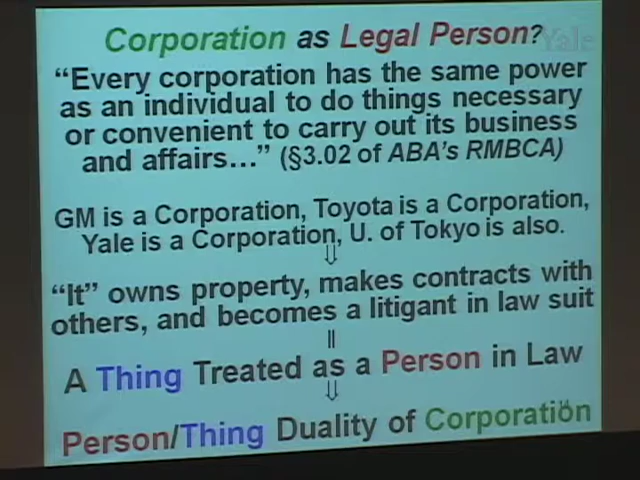 Yale
Corporation as Legal Person?
“Every corporation has the same power
as an individual to do things necessary
or convenient to carry out its business
and affairs…” (§3.02 of ABA’s RMBCA)
GM is a Corporation, Toyota is a Corporation,
Yale is a Corporation, U. of Tokyo is also.
⇓
“It” owns property, makes contracts with
others, and becomes a litigant in law suit
||
A Thing Treated as a Person in Law
⇓
Person/Thing Duality of Corporation